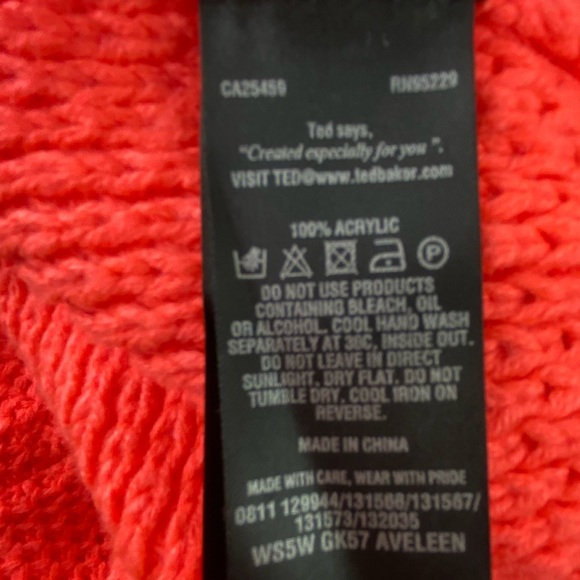 CA25459 RN95229
Ted says,
"Created especially for you".
VISIT TED@www.tedbaker.com
100% ACRYLIC
P
DO NOT USE PRODUCTS
CONTAINING BLEACH, OIL
OR ALCOHOL. COOL HAND WASH
SEPARATELY AT 30C, INSIDE OUT.
DO NOT LEAVE IN DIRECT
SUNLIGHT. DRY FLAT. DO NOT
TUMBLE DRY. COOL IRON ON
REVERSE.
MADE IN CHINA
MADE WITH CARE, WEAR WITH PRIDE
0811 129944/131566/131567/
131573/132035
WS5W GK57 AVELEEN